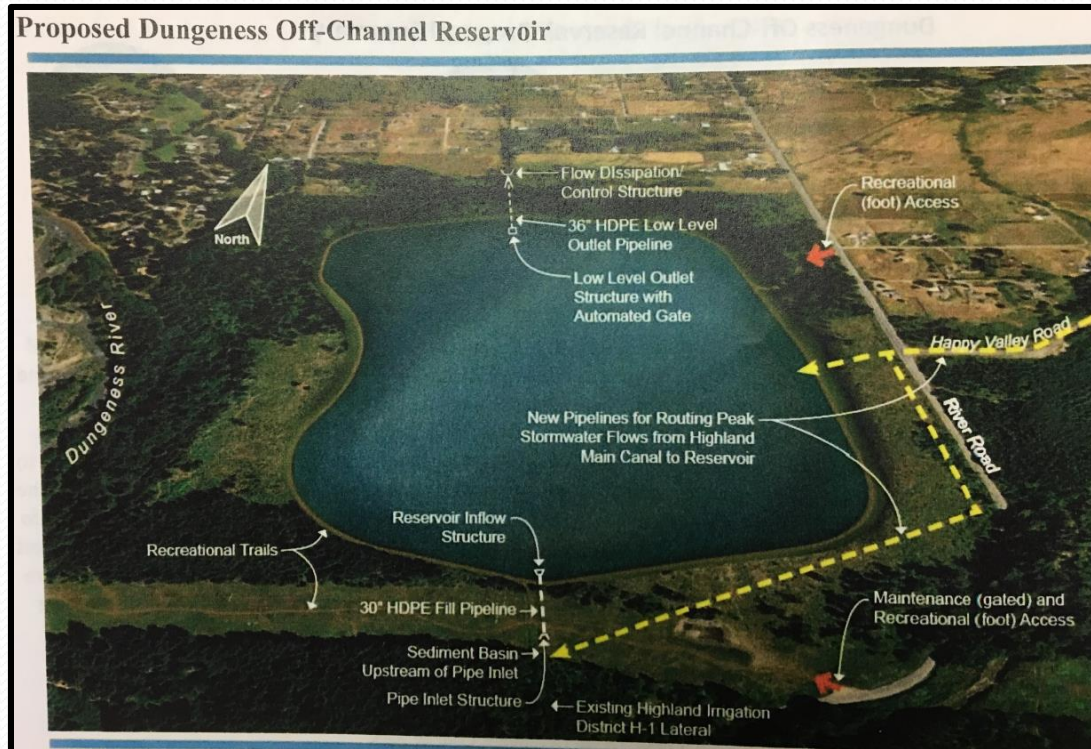 Proposed Dungeness Off-Channel Reservoir
Flow Dissipation/
Control Structure
Recreational
(foot) Access
North
36" HDPE Low Level
Outlet Pipeline
Low Level Outlet
Structure with
Automated Gate
Dungeness River
Happy Valley Road
River Road
New Pipelines for Routing Peak
Stormwater Flows from Highland
Main Canal to Reservoir
Reservoir Inflow
Structure
Recreational Trails
30" HDPE Fill Pipeline
Maintenance (gated) and
Recreational (foot) Access
Sediment Basin
Upstream of Pipe Inlet
Pipe Inlet Structure
Existing Highland Irrigation
District H-1 Lateral